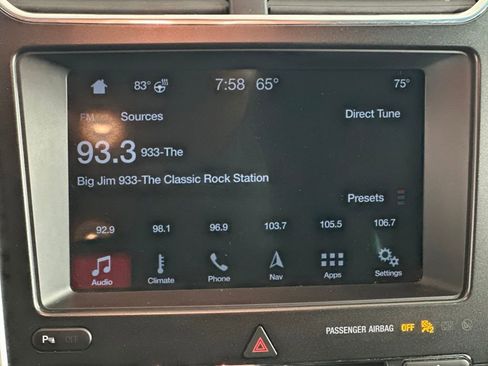 83° 7:58 65° 75°
FM Sources Direct Tune
93.3 933-The
Big Jim 933-The Classic Rock Station
Presets
92.9 98.1 96.9 103.7 105.5 106.7
Audio Climate Phone Nav Apps Settings
P OFF PASSENGER AIRBAG OFF